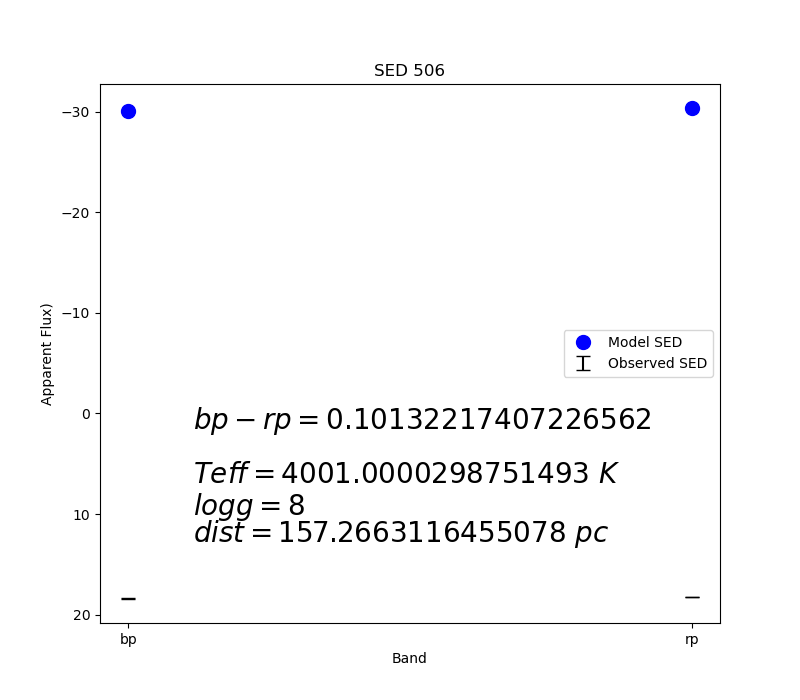 SED 506
−30
−20
−10
0
10
20
Apparent Flux)
Model SED
Observed SED
bp − rp = 0.10132217407226562
Teff = 4001.0000298751493 K
logg = 8
dist = 157.2663116455078 pc
bp
rp
Band